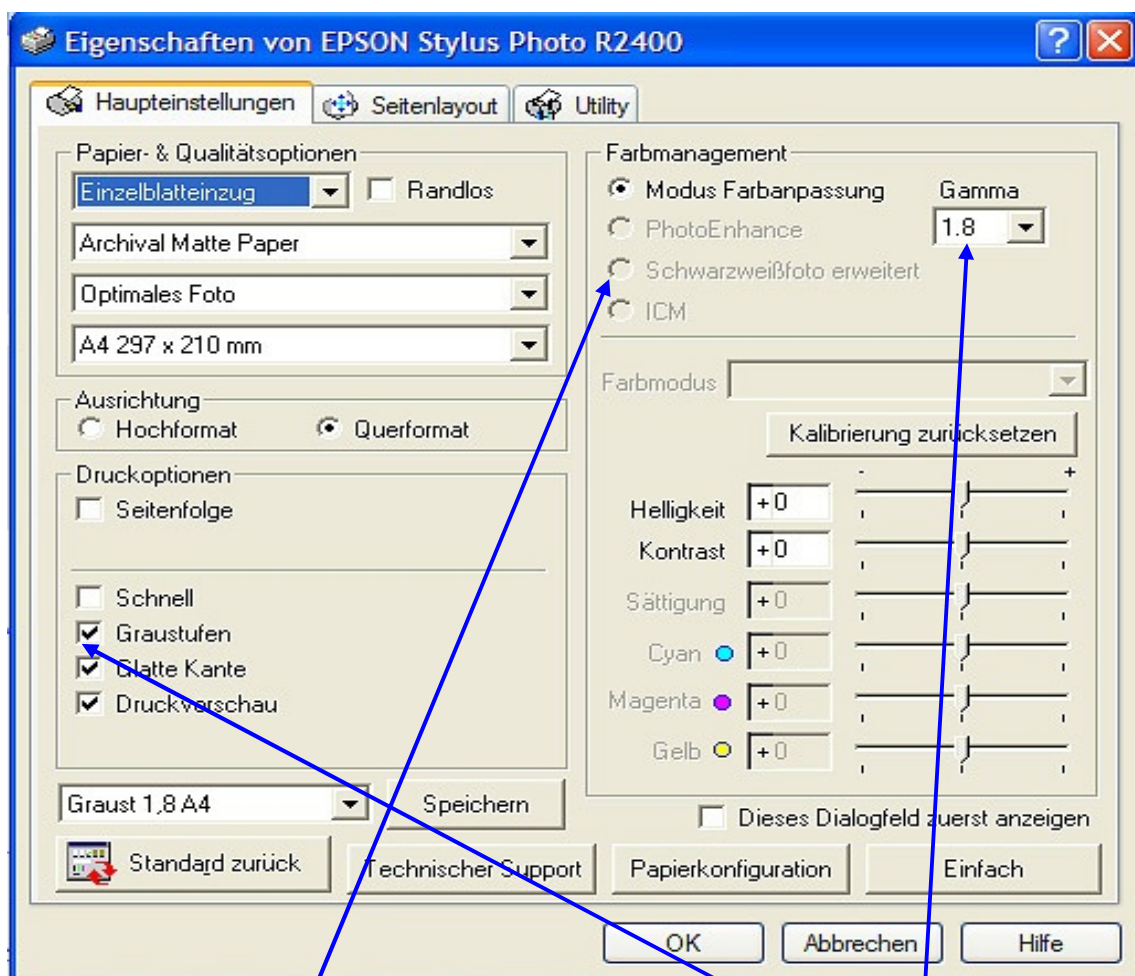 Eigenschaften von EPSON Stylus Photo R2400
Haupteinstellungen
Seitenlayout
Utility
Papier- & Qualitätsoptionen
Einzelblatteinzug
Randlos
Archival Matte Paper
Optimales Foto
A4 297 x 210 mm
Ausrichtung
Hochformat
Querformat
Druckoptionen
Seitenfolge
Schnell
Graustufen
Glatte Kante
Druckvorschau
Farbmanagement
Modus Farbanpassung
Gamma
PhotoEnhance
1.8
Schwarzweißfoto erweitert
ICM
Farbmodus
Kalibrierung zurücksetzen
- +
Helligkeit +0
Kontrast +0
Sättigung +0
Cyan +0
Magenta +0
Gelb +0
Graust 1,8 A4
Speichern
Dieses Dialogfeld zuerst anzeigen
Standard zurück
Technischer Support
Papierkonfiguration
Einfach
OK
Abbrechen
Hilfe